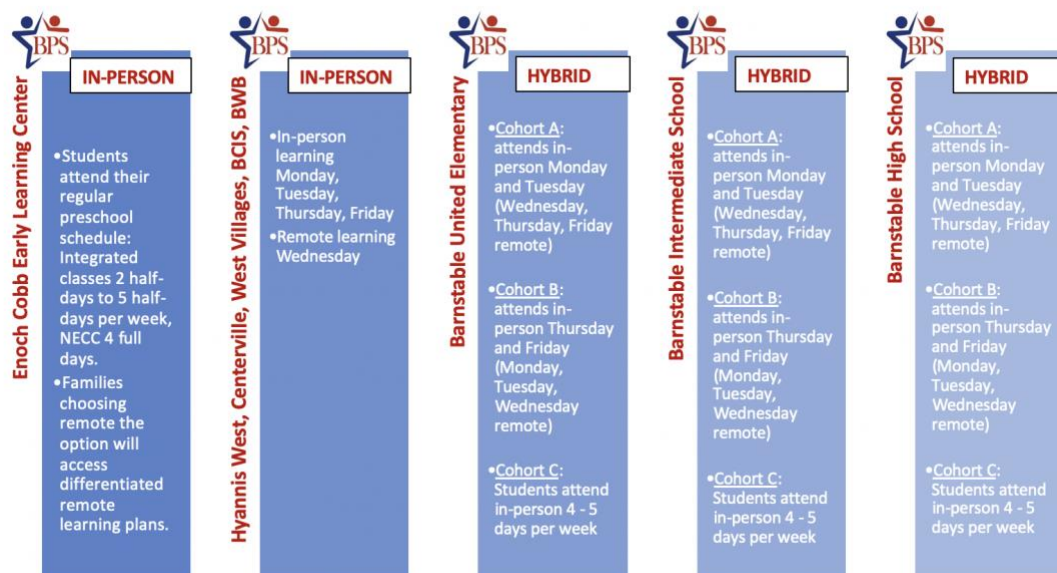 BPS
IN-PERSON
Enoch Cobb Early Learning Center
•Students
attend their
regular
preschool
schedule:
Integrated
classes 2 half-
days to 5 half-
days per week,
NECC 4 full
days.
•Families
choosing
remote the
option will
access
differentiated
remote
learning plans.
BPS
IN-PERSON
Hyannis West, Centerville, West Villages, BCIS, BWB
•In-person
learning
Monday,
Tuesday,
Thursday, Friday
•Remote learning
Wednesday
BPS
HYBRID
Barnstable United Elementary
•Cohort A:
attends in-
person Monday
and Tuesday
(Wednesday,
Thursday, Friday
remote)
•Cohort B:
attends in-
person Thursday
and Friday
(Monday,
Tuesday,
Wednesday
remote)
•Cohort C:
Students attend
in-person 4 - 5
days per week
BPS
HYBRID
Barnstable Intermediate School
•Cohort A:
attends in-
person Monday
and Tuesday
(Wednesday,
Thursday, Friday
remote)
•Cohort B:
attends in-
person Thursday
and Friday
(Monday,
Tuesday,
Wednesday
remote)
•Cohort C:
Students attend
in-person 4 - 5
days per week
BPS
HYBRID
Barnstable High School
•Cohort A:
attends in-
person Monday
and Tuesday
(Wednesday,
Thursday, Friday
remote)
•Cohort B:
attends in-
person Thursday
and Friday
(Monday,
Tuesday,
Wednesday
remote)
•Cohort C:
Students attend
in-person 4 - 5
days per week